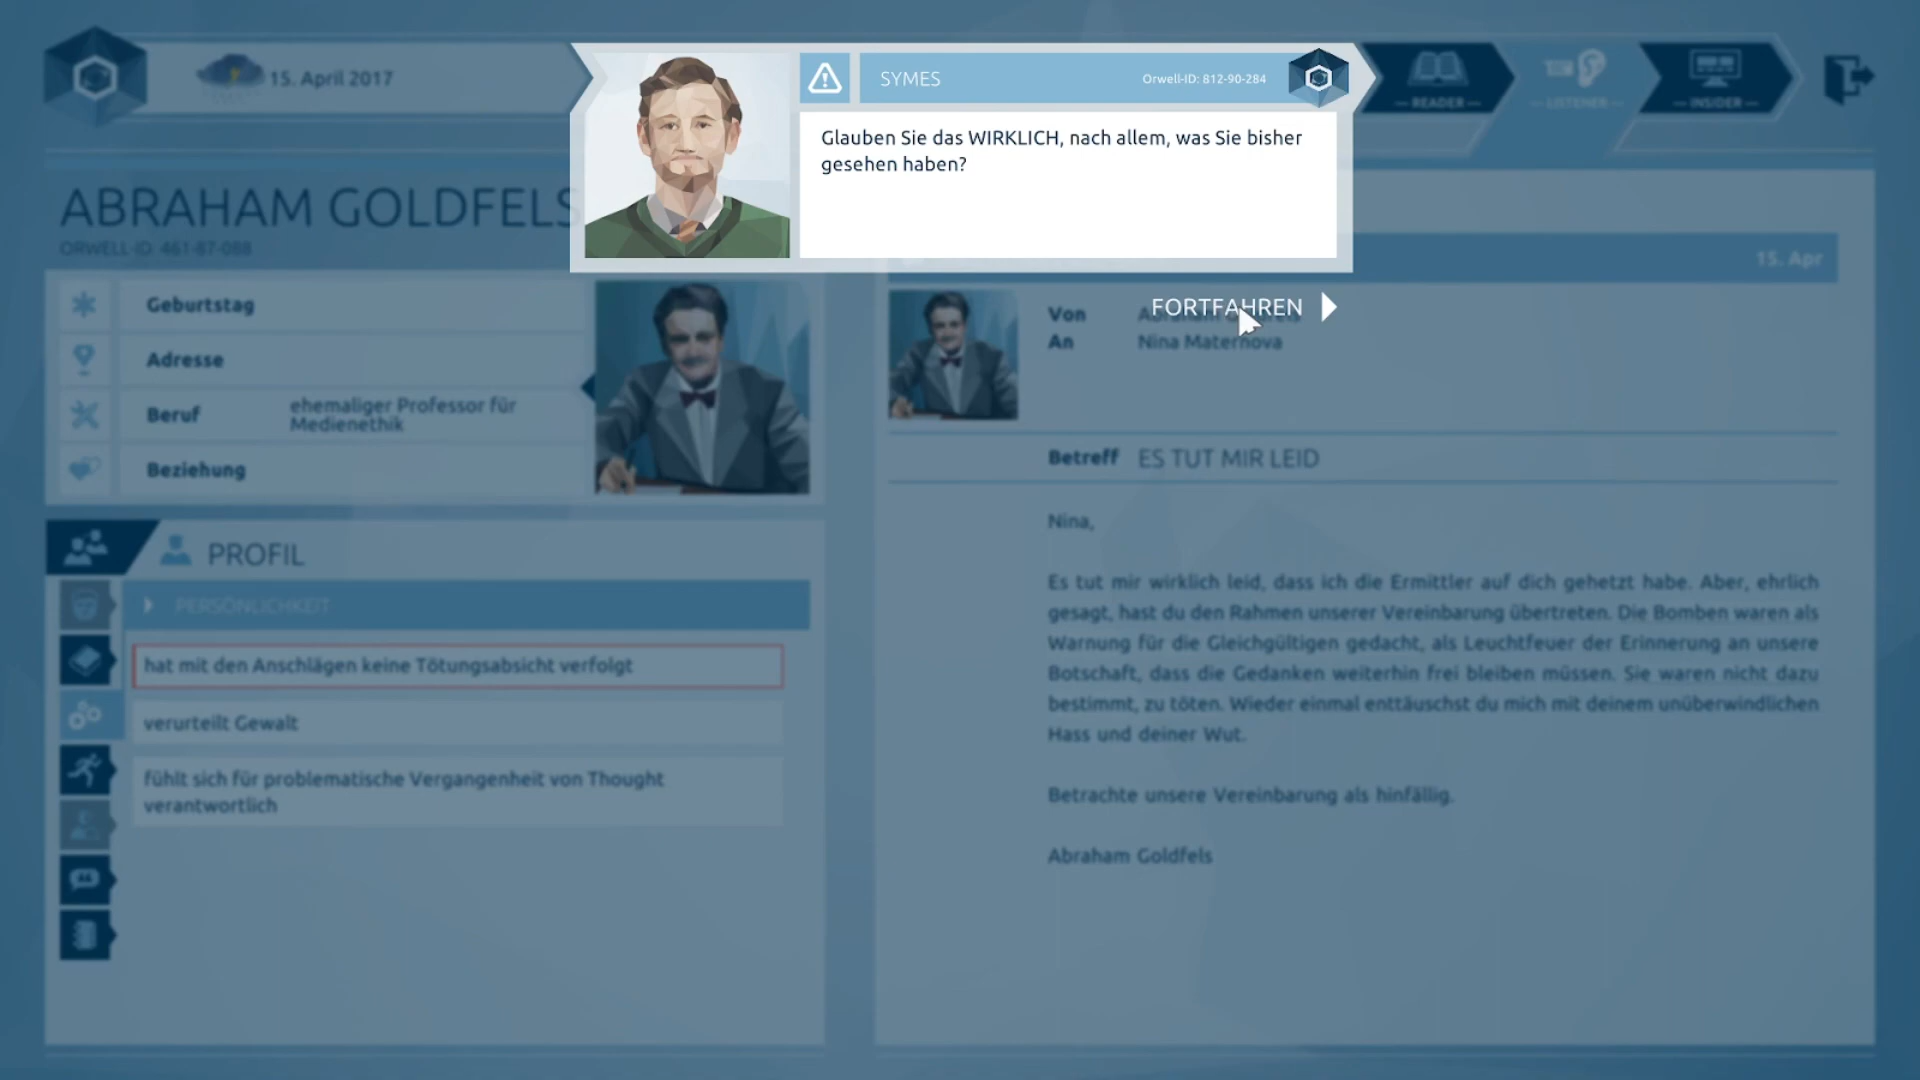 15. April 2017
SYMES
Orwell-ID: 812-90-284
Glauben Sie das WIRKLICH, nach allem, was Sie bisher
gesehen haben?
FORTFAHREN
— READER —
— LISTENER —
— INSIDER —
ABRAHAM GOLDFELS
ORWELL-ID: 461-87-088
Geburtstag
Adresse
Beruf
ehemaliger Professor für
Medienethik
Beziehung
PROFIL
PERSÖNLICHKEIT
hat mit den Anschlägen keine Tötungsabsicht verfolgt
verurteilt Gewalt
fühlt sich für problematische Vergangenheit von Thought
verantwortlich
15. Apr
Von Abraham Goldfels
An Nina Maternova
Betreff ES TUT MIR LEID
Nina,
Es tut mir wirklich leid, dass ich die Ermittler auf dich gehetzt habe. Aber, ehrlich
gesagt, hast du den Rahmen unserer Vereinbarung übertreten. Die Bomben waren als
Warnung für die Gleichgültigen gedacht, als Leuchtfeuer der Erinnerung an unsere
Botschaft, dass die Gedanken weiterhin frei bleiben müssen. Sie waren nicht dazu
bestimmt, zu töten. Wieder einmal enttäuschst du mich mit deinem unüberwindlichen
Hass und deiner Wut.
Betrachte unsere Vereinbarung als hinfällig.
Abraham Goldfels